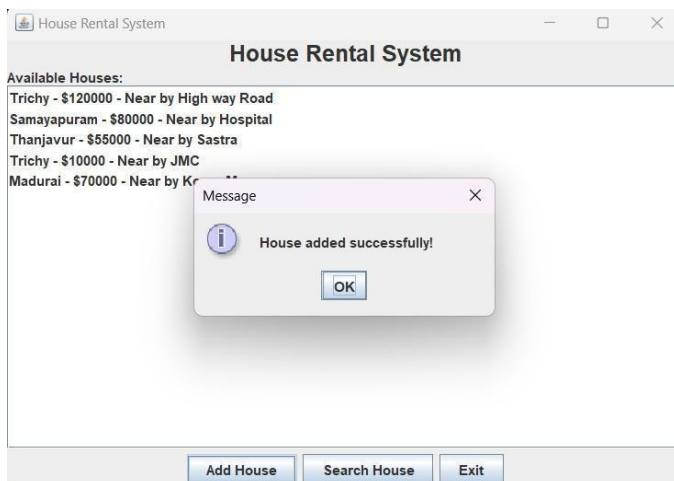 House Rental System
House Rental System
Available Houses:
Trichy - $120000 - Near by High way Road
Samayapuram - $80000 - Near by Hospital
Thanjavur - $55000 - Near by Sastra
Trichy - $10000 - Near by JMC
Madurai - $70000 - Near by
Message
House added successfully!
OK
Add House
Search House
Exit